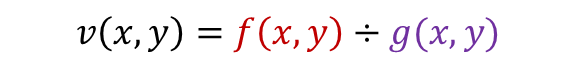 v(x, y) = f(x, y) ÷ g(x, y)